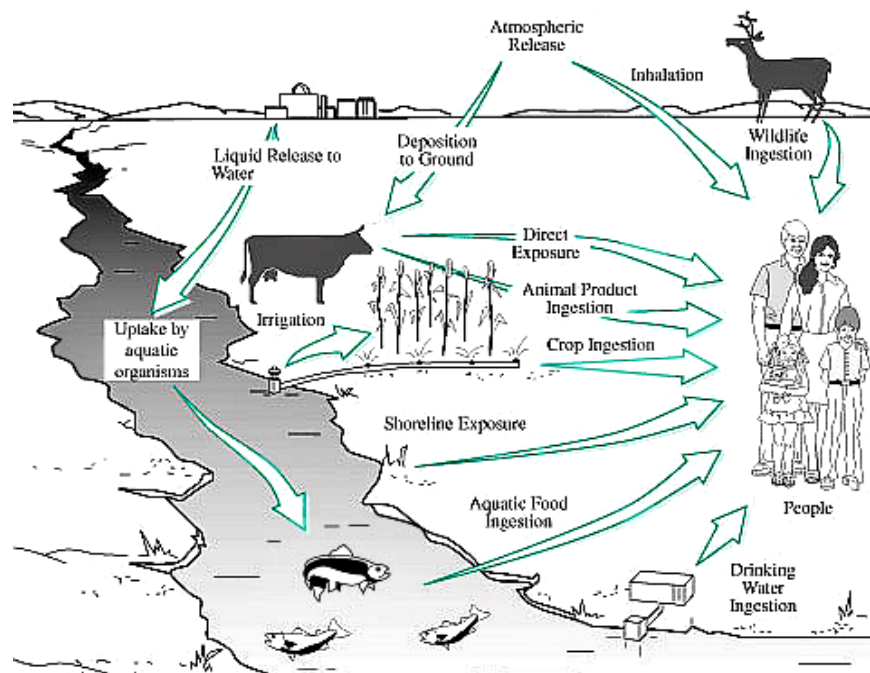 Atmospheric
Release
Inhalation
Wildlife
Ingestion
Liquid Release to
Water
Deposition
to Ground
Direct
Exposure
Animal Product
Ingestion
Irrigation
Uptake by
aquatic
organisms
Crop Ingestion
Shoreline Exposure
Aquatic Food
Ingestion
People
Drinking
Water
Ingestion